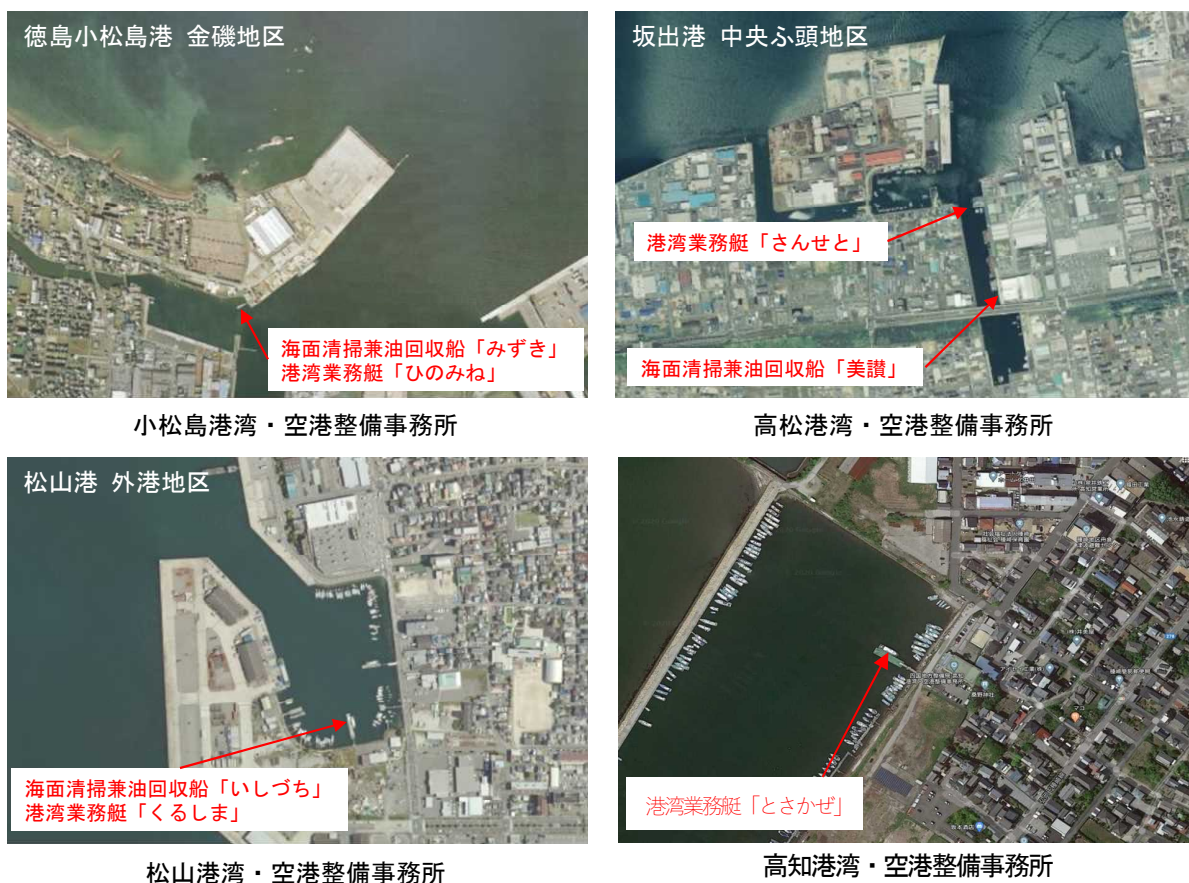 徳島小松島港 金磯地区
海面清掃兼油回収船「みずき」
港湾業務艇「ひのみね」
小松島港湾・空港整備事務所
坂出港 中央ふ頭地区
港湾業務艇「さんせと」
海面清掃兼油回収船「美讃」
高松港湾・空港整備事務所
松山港 外港地区
海面清掃兼油回収船「いしづち」
港湾業務艇「くるしま」
松山港湾・空港整備事務所
港湾業務艇「とさかぜ」
高知港湾・空港整備事務所